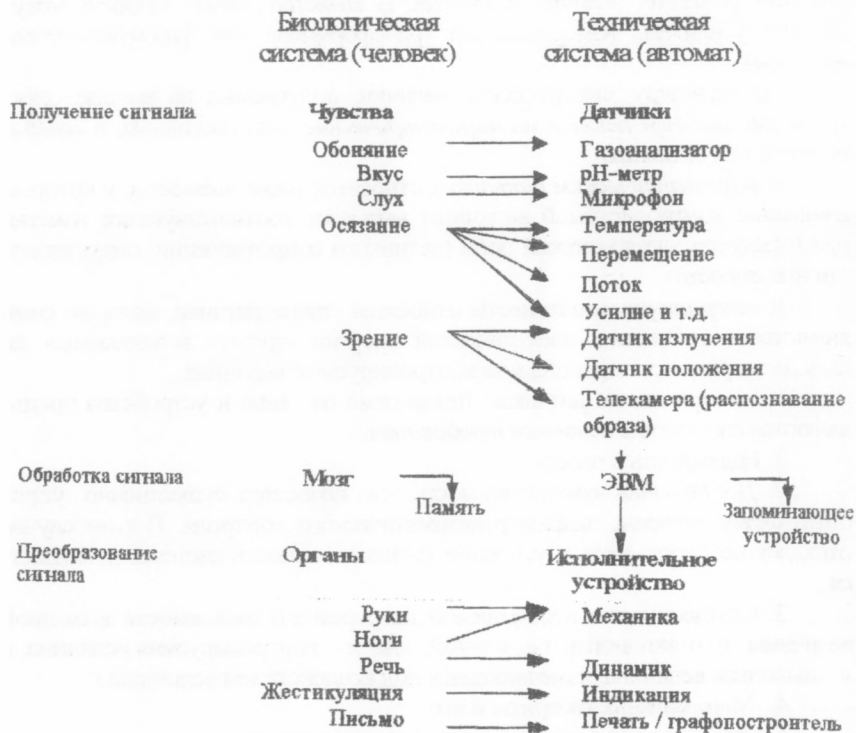 Биологическая Техническая
система (человек) система (автомат)
Получение сигнала Чувства Датчики
Обоняние Газоанализатор
Вкус рН-метр
Слух Микрофон
Осязание Температура
Перемещение
Поток
Усилие и т.д.
Зрение Датчик излучения
Датчик положения
Телекамера (распознавание
образа)
Обработка сигнала Мозг ЭВМ
Память Запоминающее
устройство
Преобразование Органы Исполнительное
сигнала устройство
Руки Механика
Ноги
Речь Динамик
Жестикуляция Индикация
Письмо Печать / графопостроитель